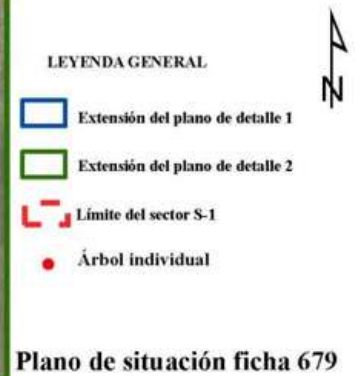 N
LEYENDA GENERAL
Extensión del plano de detalle 1
Extensión del plano de detalle 2
Límite del sector S-1
Árbol individual
Plano de situación ficha 679